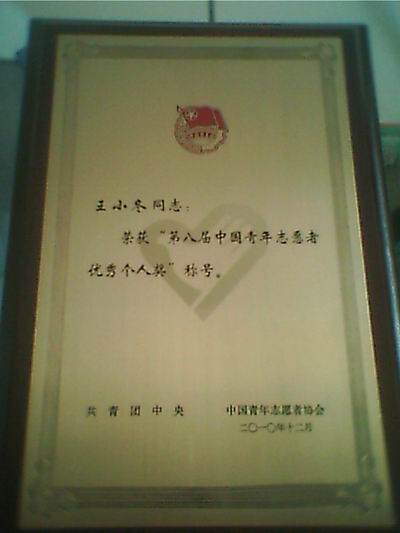 王小冬同志：
荣获“第八届中国青年志愿者
优秀个人奖”称号。
共青团中央
中国青年志愿者协会
二〇一〇年十二月